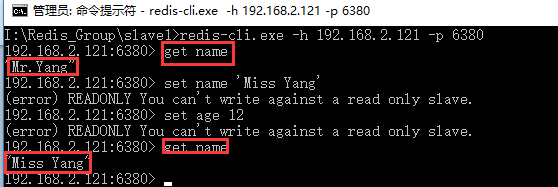 管理员: 命令提示符 - redis-cli.exe  -h 192.168.2.121 -p 6380
I:\Redis_Group\slave1>redis-cli.exe -h 192.168.2.121 -p 6380
192.168.2.121:6380> get name
"Mr.Yang"
192.168.2.121:6380> set name 'Miss Yang'
(error) READONLY You can't write against a read only slave.
192.168.2.121:6380> set age 12
(error) READONLY You can't write against a read only slave.
192.168.2.121:6380> get name
"Miss Yang"
192.168.2.121:6380>